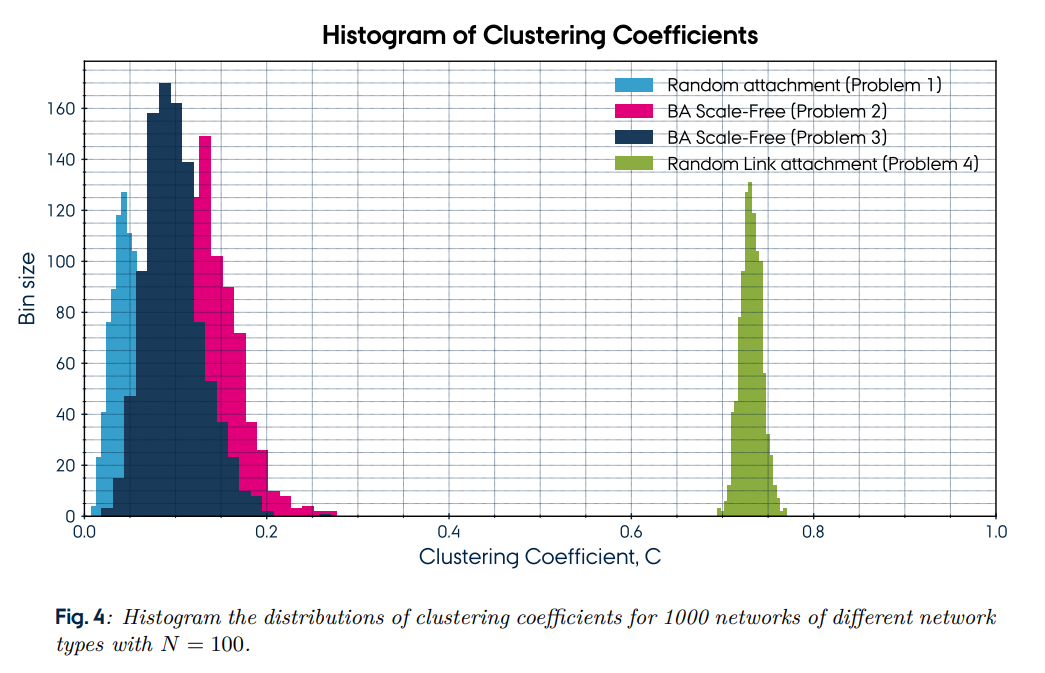 Histogram of Clustering Coefficients
Random attachment (Problem 1)
BA Scale-Free (Problem 2)
BA Scale-Free (Problem 3)
Random Link attachment (Problem 4)
160
140
120
100
80
60
40
20
0
Bin size
0.0 0.2 0.4 0.6 0.8 1.0
Clustering Coefficient, C
Fig. 4: Histogram the distributions of clustering coefficients for 1000 networks of different network
types with N = 100.